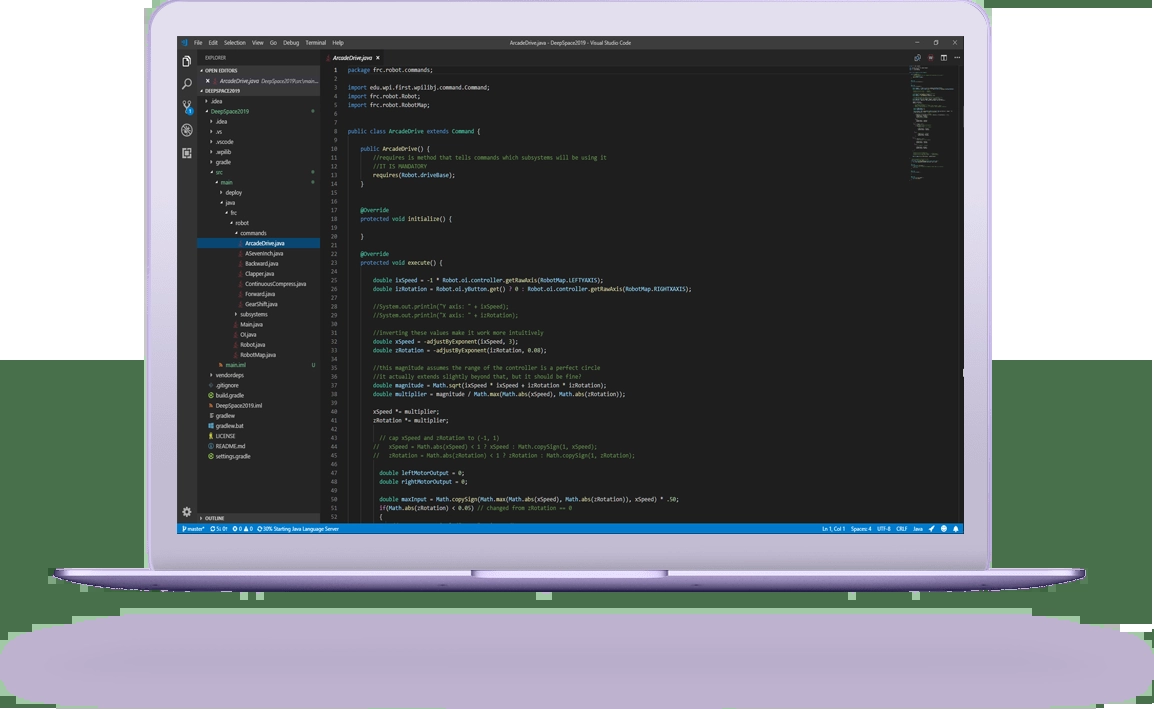 File Edit Selection View Go Debug Terminal Help
ArcadeDrive.java - DeepSpace2019 - Visual Studio Code
EXPLORER
OPEN EDITORS
ArcadeDrive.java DeepSpace2019\src\main...
DEEPSPACE2019
.idea
DeepSpace2019
.idea
.vs
.vscode
.wpilib
gradle
src
main
deploy
java
frc
robot
commands
ArcadeDrive.java
ASevenInch.java
Backward.java
Clapper.java
ContinuousCompress.java
Forward.java
GearShift.java
subsystems
Main.java
OI.java
Robot.java
RobotMap.java
main.iml U
vendordeps
.gitignore
build.gradle
DeepSpace2019.iml
gradlew
gradlew.bat
LICENSE
README.md
settings.gradle
OUTLINE
ArcadeDrive.java
1 package frc.robot.commands;
2
3 import edu.wpi.first.wpilibj.command.Command;
4 import frc.robot.Robot;
5 import frc.robot.RobotMap;
6
7
8 public class ArcadeDrive extends Command {
9
10 public ArcadeDrive() {
11 //requires is method that tells commands which subsystems will be using it
12 //IT IS MANDATORY
13 requires(Robot.driveBase);
14 }
15
16
17 @Override
18 protected void initialize() {
19
20 }
21
22 @Override
23 protected void execute() {
24
25 double ixSpeed = -1 * Robot.oi.controller.getRawAxis(RobotMap.LEFTYAXIS);
26 double izRotation = Robot.oi.yButton.get() ? 0 : Robot.oi.controller.getRawAxis(RobotMap.RIGHTXAXIS);
27
28 //System.out.println("Y axis: " + ixSpeed);
29 //System.out.println("X axis: " + izRotation);
30
31 //inverting these values make it work more intuitively
32 double xSpeed = -adjustByExponent(ixSpeed, 3);
33 double zRotation = -adjustByExponent(izRotation, 0.08);
34
35 //this magnitude assumes the range of the controller is a perfect circle
36 //it actually extends slightly beyond that, but it should be fine?
37 double magnitude = Math.sqrt(ixSpeed * ixSpeed + izRotation * izRotation);
38 double multiplier = magnitude / Math.max(Math.abs(xSpeed), Math.abs(zRotation));
39
40 xSpeed *= multiplier;
41 zRotation *= multiplier;
42
43 // cap xSpeed and zRotation to (-1, 1)
44 // xSpeed = Math.abs(xSpeed) < 1 ? xSpeed : Math.copySign(1, xSpeed);
45 // zRotation = Math.abs(zRotation) < 1 ? zRotation : Math.copySign(1, zRotation);
46
47 double leftMotorOutput = 0;
48 double rightMotorOutput = 0;
49
50 double maxInput = Math.copySign(Math.max(Math.abs(xSpeed), Math.abs(zRotation)), xSpeed) * .50;
51 if(Math.abs(zRotation) < 0.05) // changed from zRotation == 0
52 {
master* 5↓ 0↑ 0 0 30% Starting Java Language Server
Ln 1, Col 1 Spaces: 4 UTF-8 CRLF Java